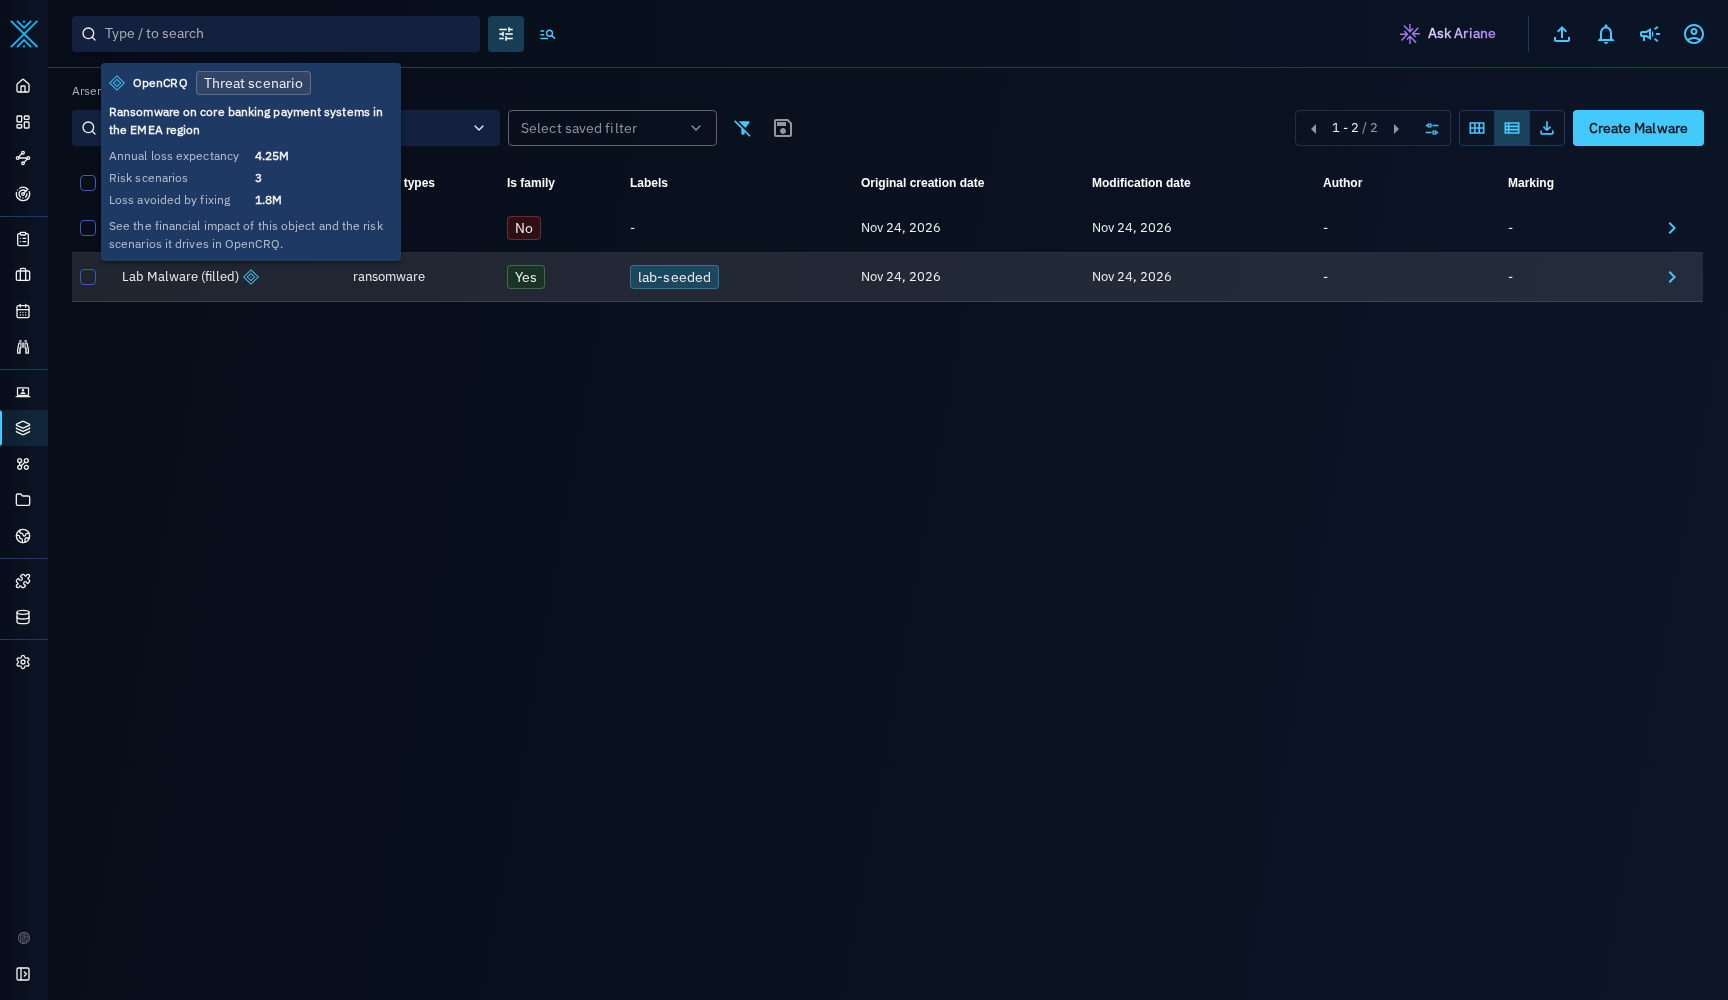 Type / to search
Ask Ariane
OpenCRQ
Threat scenario
Ransomware on core banking payment systems in
the EMEA region
Annual loss expectancy 4.25M
Risk scenarios 3
Loss avoided by fixing 1.8M
See the financial impact of this object and the risk
scenarios it drives in OpenCRQ.
Select saved filter
1 - 2 / 2
Create Malware
types
Is family
Labels
Original creation date
Modification date
Author
Marking
No
-
Nov 24, 2026
Nov 24, 2026
-
-
Lab Malware (filled)
ransomware
Yes
lab-seeded
Nov 24, 2026
Nov 24, 2026
-
-